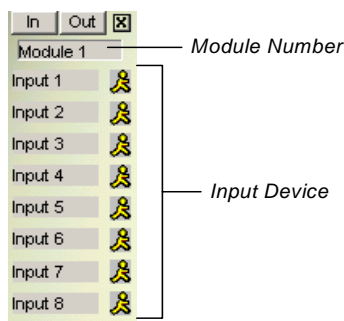 In Out X
Module 1 Module Number
Input 1
Input 2
Input 3
Input 4
Input 5 Input Device
Input 6
Input 7
Input 8